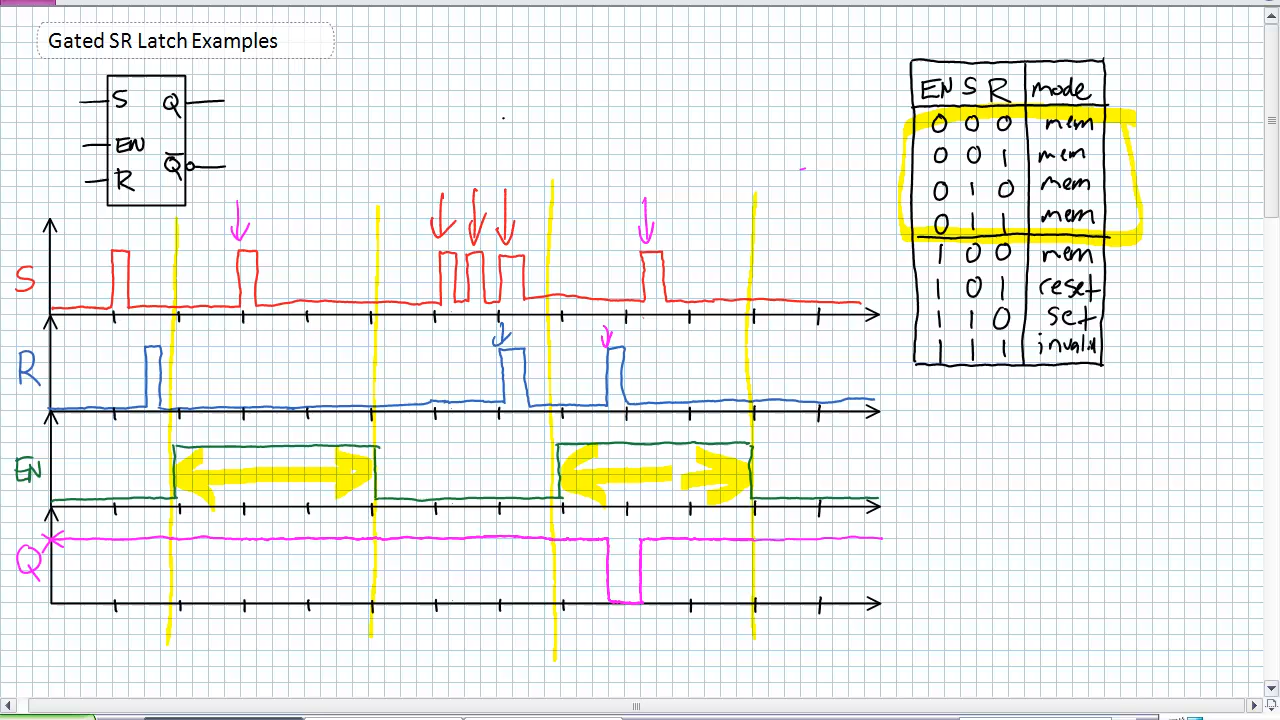 Gated SR Latch Examples
S Q
EN
Q̅
R
EN S R mode
0 0 0 mem
0 0 1 mem
0 1 0 mem
0 1 1 mem
1 0 0 mem
1 0 1 reset
1 1 0 set
1 1 1 invalid
S
R
EN
Q